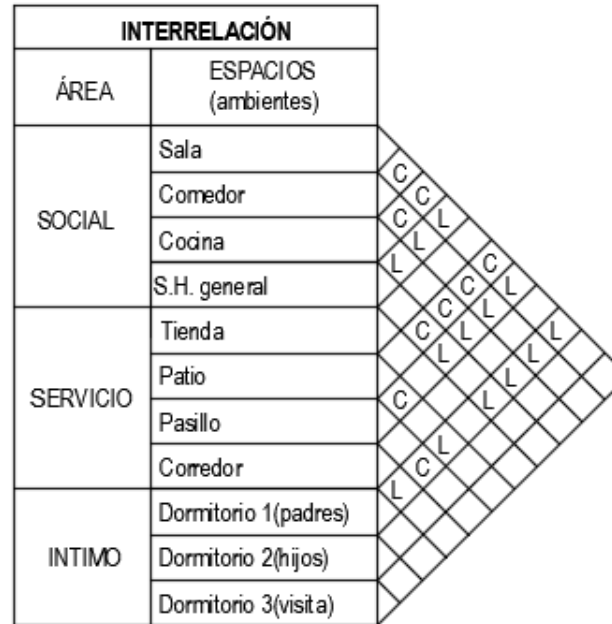 INTERRELACIÓN
ÁREA
ESPACIOS
(ambientes)
SOCIAL
Sala
Comedor
Cocina
S.H. general
SERVICIO
Tienda
Patio
Pasillo
Corredor
INTIMO
Dormitorio 1(padres)
Dormitorio 2(hijos)
Dormitorio 3(visita)
C
C
C L
L
L C
C L
C L
C L L
L L
L
C L
L
C
L